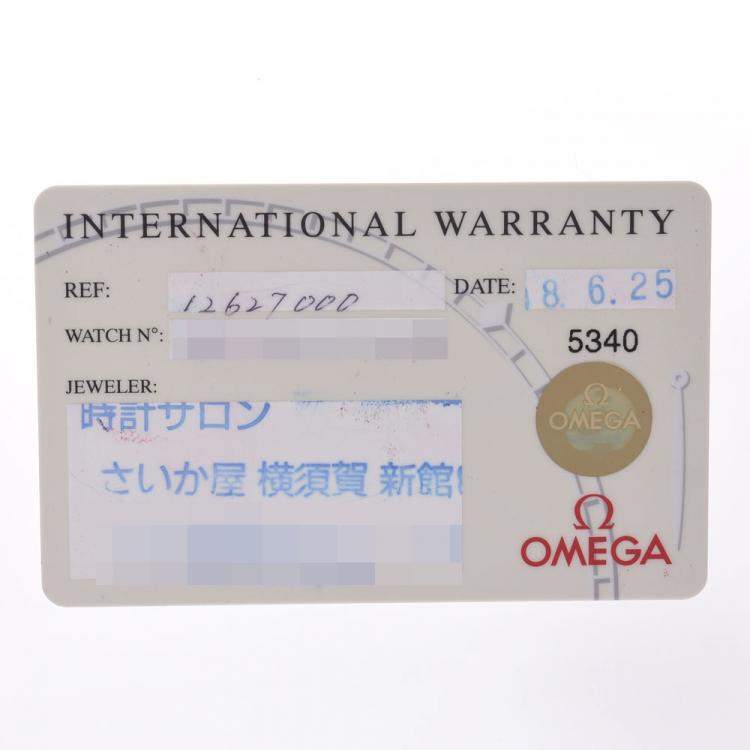 INTERNATIONAL WARRANTY
REF: 12627000
DATE: 8. 6. 25
WATCH Nº:
5340
JEWELER:
時計サロン
さいか屋 横須賀 新館
OMEGA
Ω
OMEGA